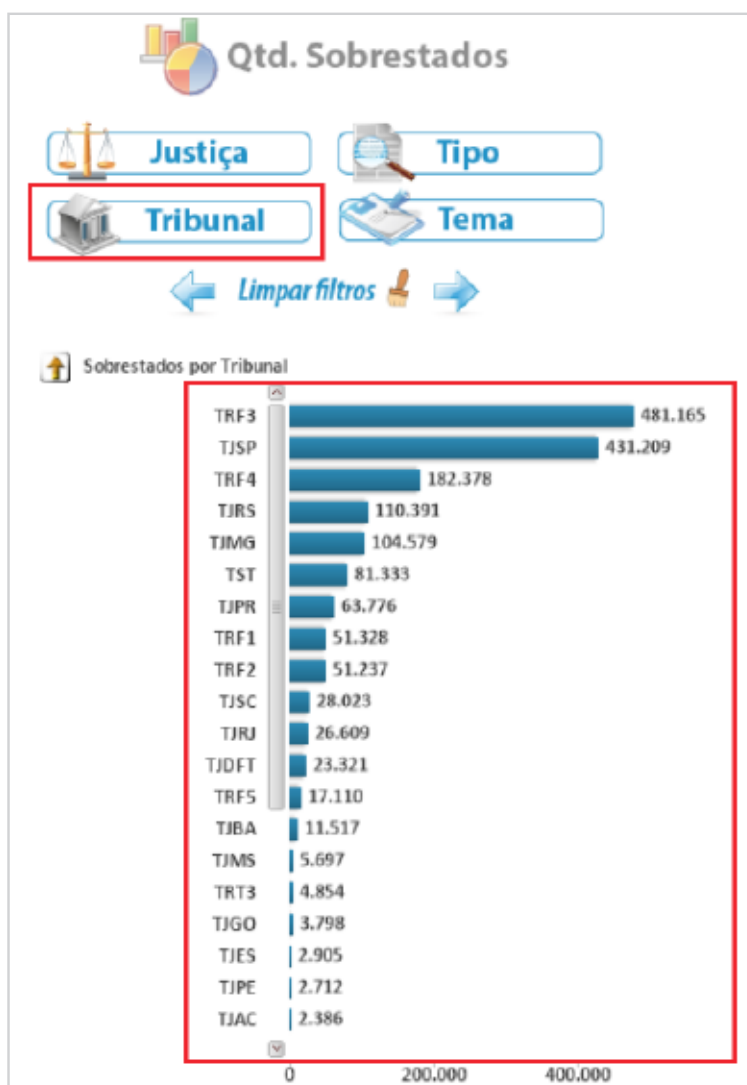 Qtd. Sobrestados
Justiça Tipo
Tribunal Tema
Limpar filtros
Sobrestados por Tribunal
TRF3 481.165
TJSP 431.209
TRF4 182.378
TJRS 110.391
TJMG 104.579
TST 81.333
TJPR 63.776
TRF1 51.328
TRF2 51.237
TJSC 28.023
TJRJ 26.609
TJDFT 23.321
TRF5 17.110
TJBA 11.517
TJMS 5.697
TRT3 4.854
TJGO 3.798
TJES 2.905
TJPE 2.712
TJAC 2.386
0 200.000 400.000